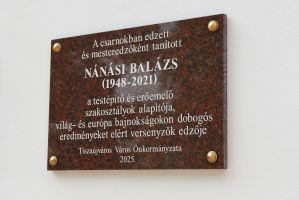 A csarnokban edzett
és mesteredzőként tanított
NÁNÁSI BALÁZS
(1948-2021)
a testépítő és erőemelő
szakosztályok alapítója,
világ- és európa bajnokságokon dobogós
eredményeket elért versenyzők edzője
Tiszaújváros Város Önkormányzata
2025.